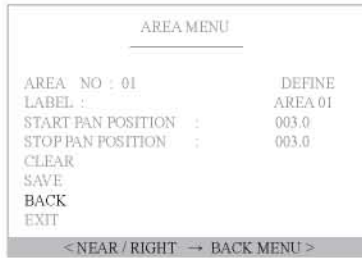 AREA MENU
AREA NO : 01 DEFINE
LABEL : AREA 01
START PAN POSITION : 003.0
STOP PAN POSITION : 003.0
CLEAR
SAVE
BACK
EXIT
< NEAR / RIGHT → BACK MENU >